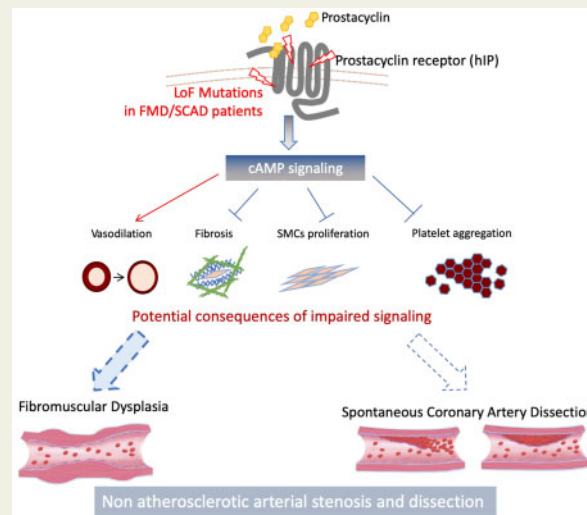 Prostacyclin
Prostacyclin receptor (hIP)
LoF Mutations
in FMD/SCAD patients
cAMP signaling
Vasodilation
Fibrosis
SMCs proliferation
Platelet aggregation
Potential consequences of impaired signaling
Fibromuscular Dysplasia
Spontaneous Coronary Artery Dissection
Non atherosclerotic arterial stenosis and dissection